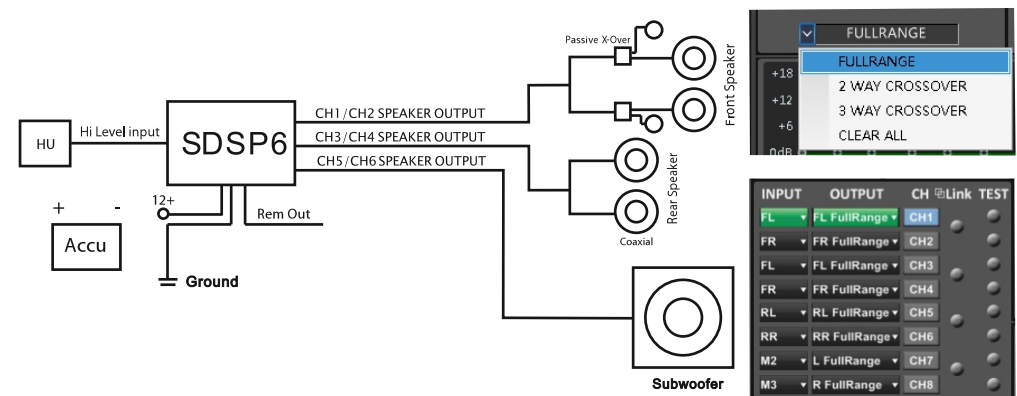 HU
Hi Level input
SDSP6
CH1/CH2 SPEAKER OUTPUT
CH3/CH4 SPEAKER OUTPUT
CH5/CH6 SPEAKER OUTPUT
Passive X-Over
Front Speaker
Rear Speaker
Coaxial
+ -
Accu
12+
Rem Out
Ground
Subwoofer
FULLRANGE
FULLRANGE
2 WAY CROSSOVER
3 WAY CROSSOVER
CLEAR ALL
+18
+12
+6
0dB
INPUT OUTPUT CH Link TEST
FL FL FullRange CH1
FR FR FullRange CH2
FL FL FullRange CH3
FR FR FullRange CH4
RL RL FullRange CH5
RR RR FullRange CH6
M2 L FullRange CH7
M3 R FullRange CH8